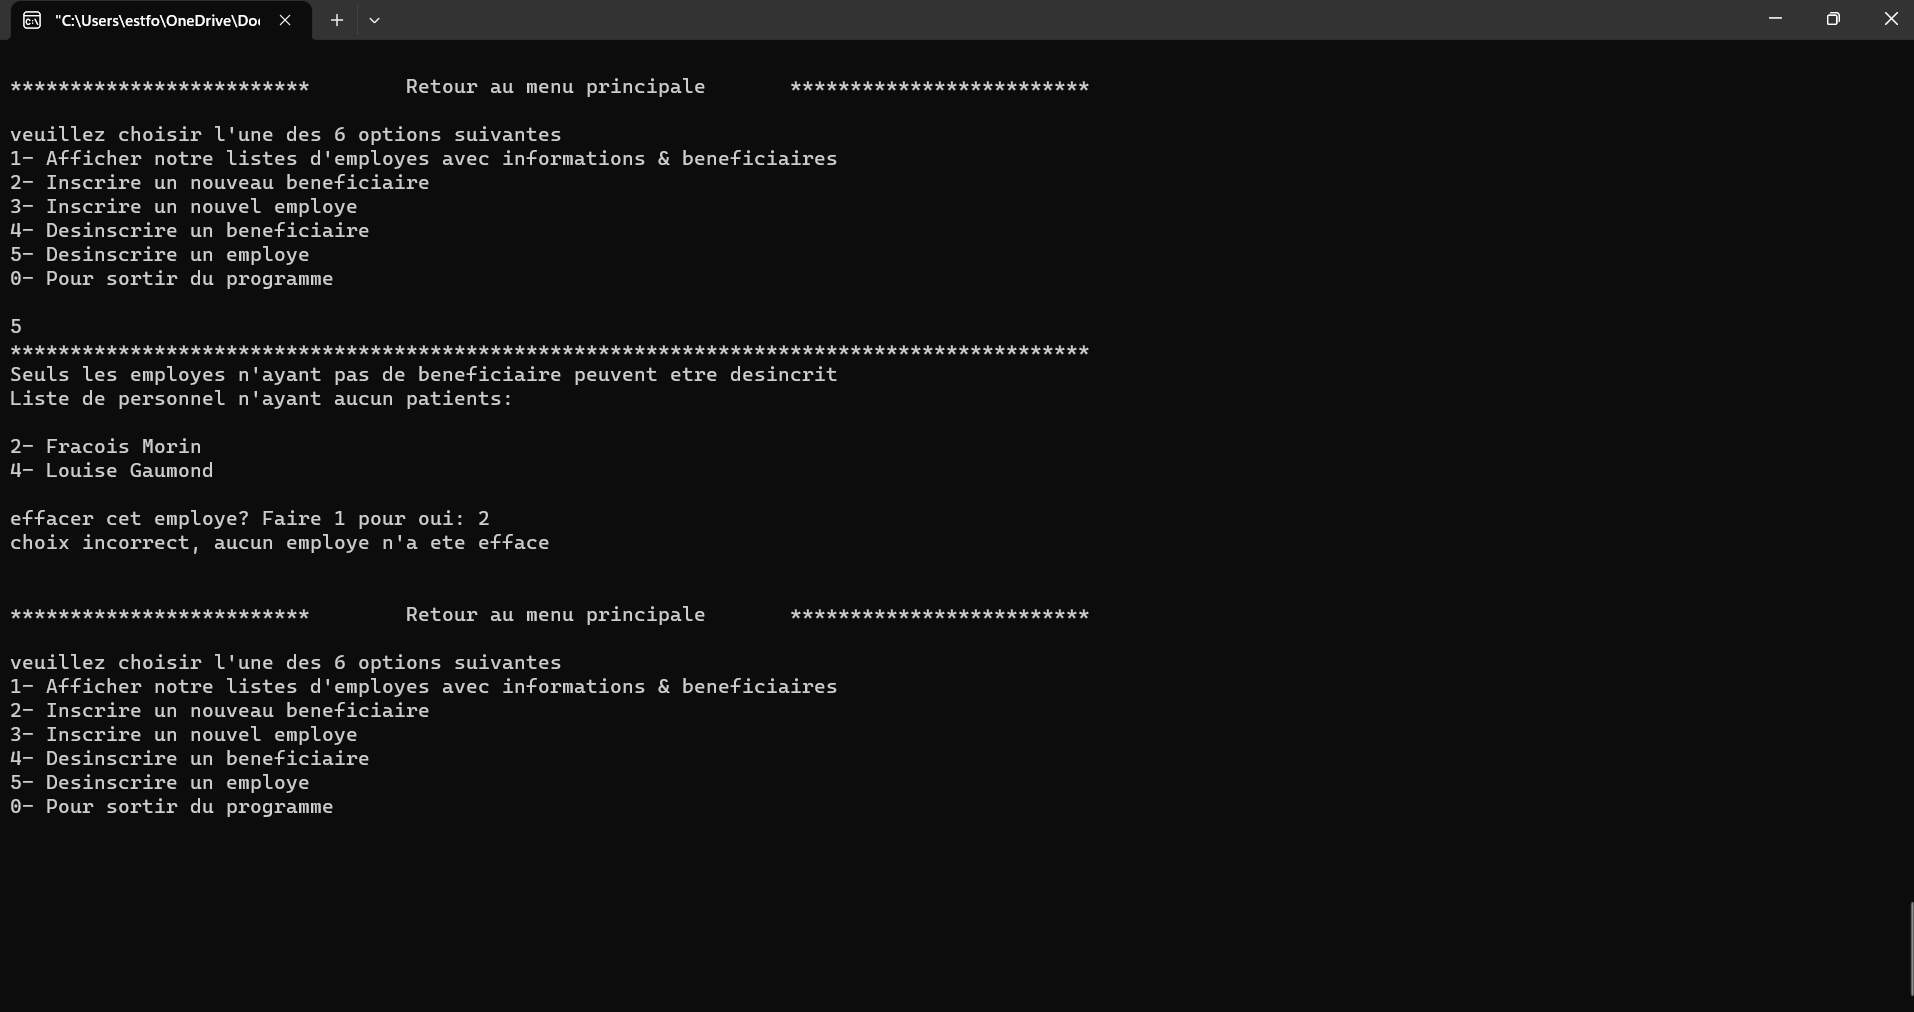 "C:\Users\estfo\OneDrive\Doc
*************************        Retour au menu principale       *************************
veuillez choisir l'une des 6 options suivantes
1- Afficher notre listes d'employes avec informations & beneficiaires
2- Inscrire un nouveau beneficiaire
3- Inscrire un nouvel employe
4- Desinscrire un beneficiaire
5- Desinscrire un employe
0- Pour sortir du programme
5
******************************************************************************************
Seuls les employes n'ayant pas de beneficiaire peuvent etre desincrit
Liste de personnel n'ayant aucun patients:
2- Fracois Morin
4- Louise Gaumond
effacer cet employe? Faire 1 pour oui: 2
choix incorrect, aucun employe n'a ete efface
*************************        Retour au menu principale       *************************
veuillez choisir l'une des 6 options suivantes
1- Afficher notre listes d'employes avec informations & beneficiaires
2- Inscrire un nouveau beneficiaire
3- Inscrire un nouvel employe
4- Desinscrire un beneficiaire
5- Desinscrire un employe
0- Pour sortir du programme